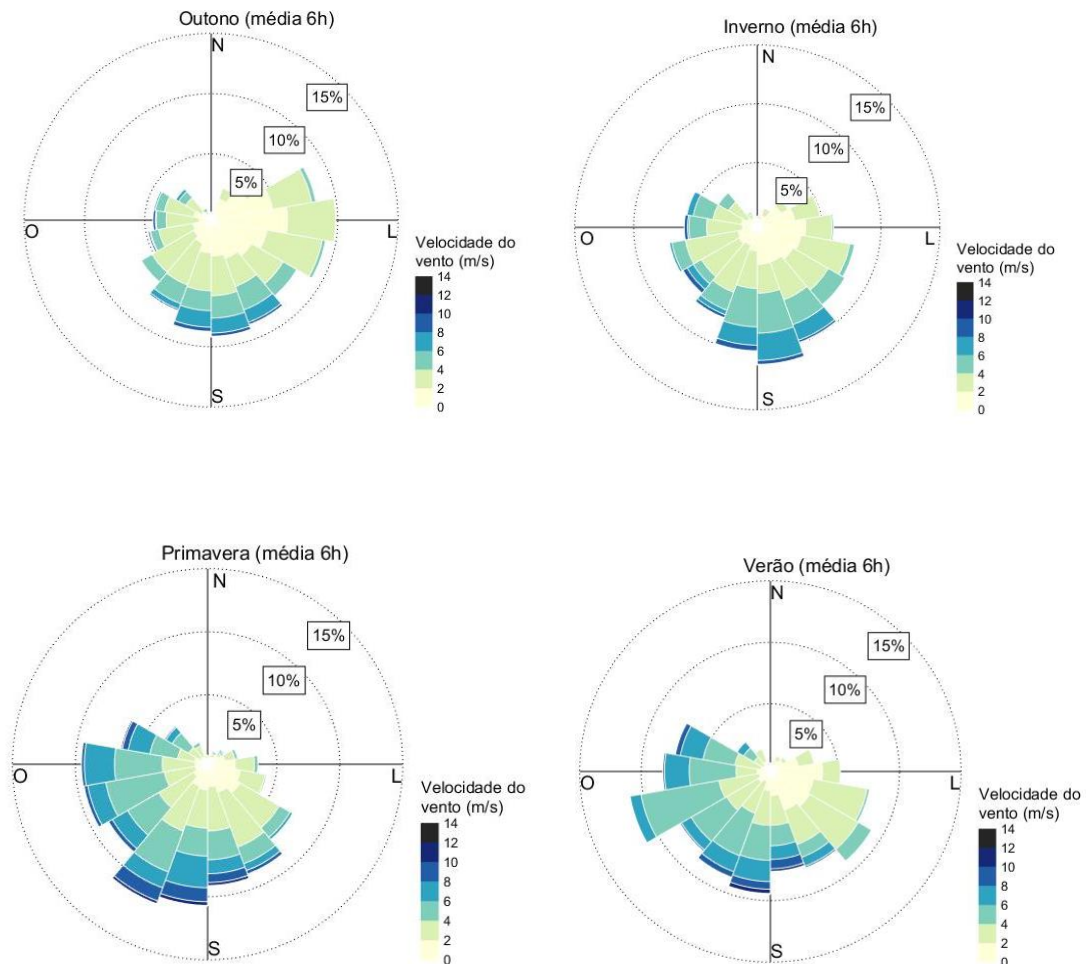 Outono (média 6h)
N
15%
10%
5%
O
L
S
Velocidade do
vento (m/s)
14
12
10
8
6
4
2
0
Inverno (média 6h)
N
15%
10%
5%
O
L
S
Velocidade do
vento (m/s)
14
12
10
8
6
4
2
0
Primavera (média 6h)
N
15%
10%
5%
O
L
S
Velocidade do
vento (m/s)
14
12
10
8
6
4
2
0
Verão (média 6h)
N
15%
10%
5%
O
L
S
Velocidade do
vento (m/s)
14
12
10
8
6
4
2
0